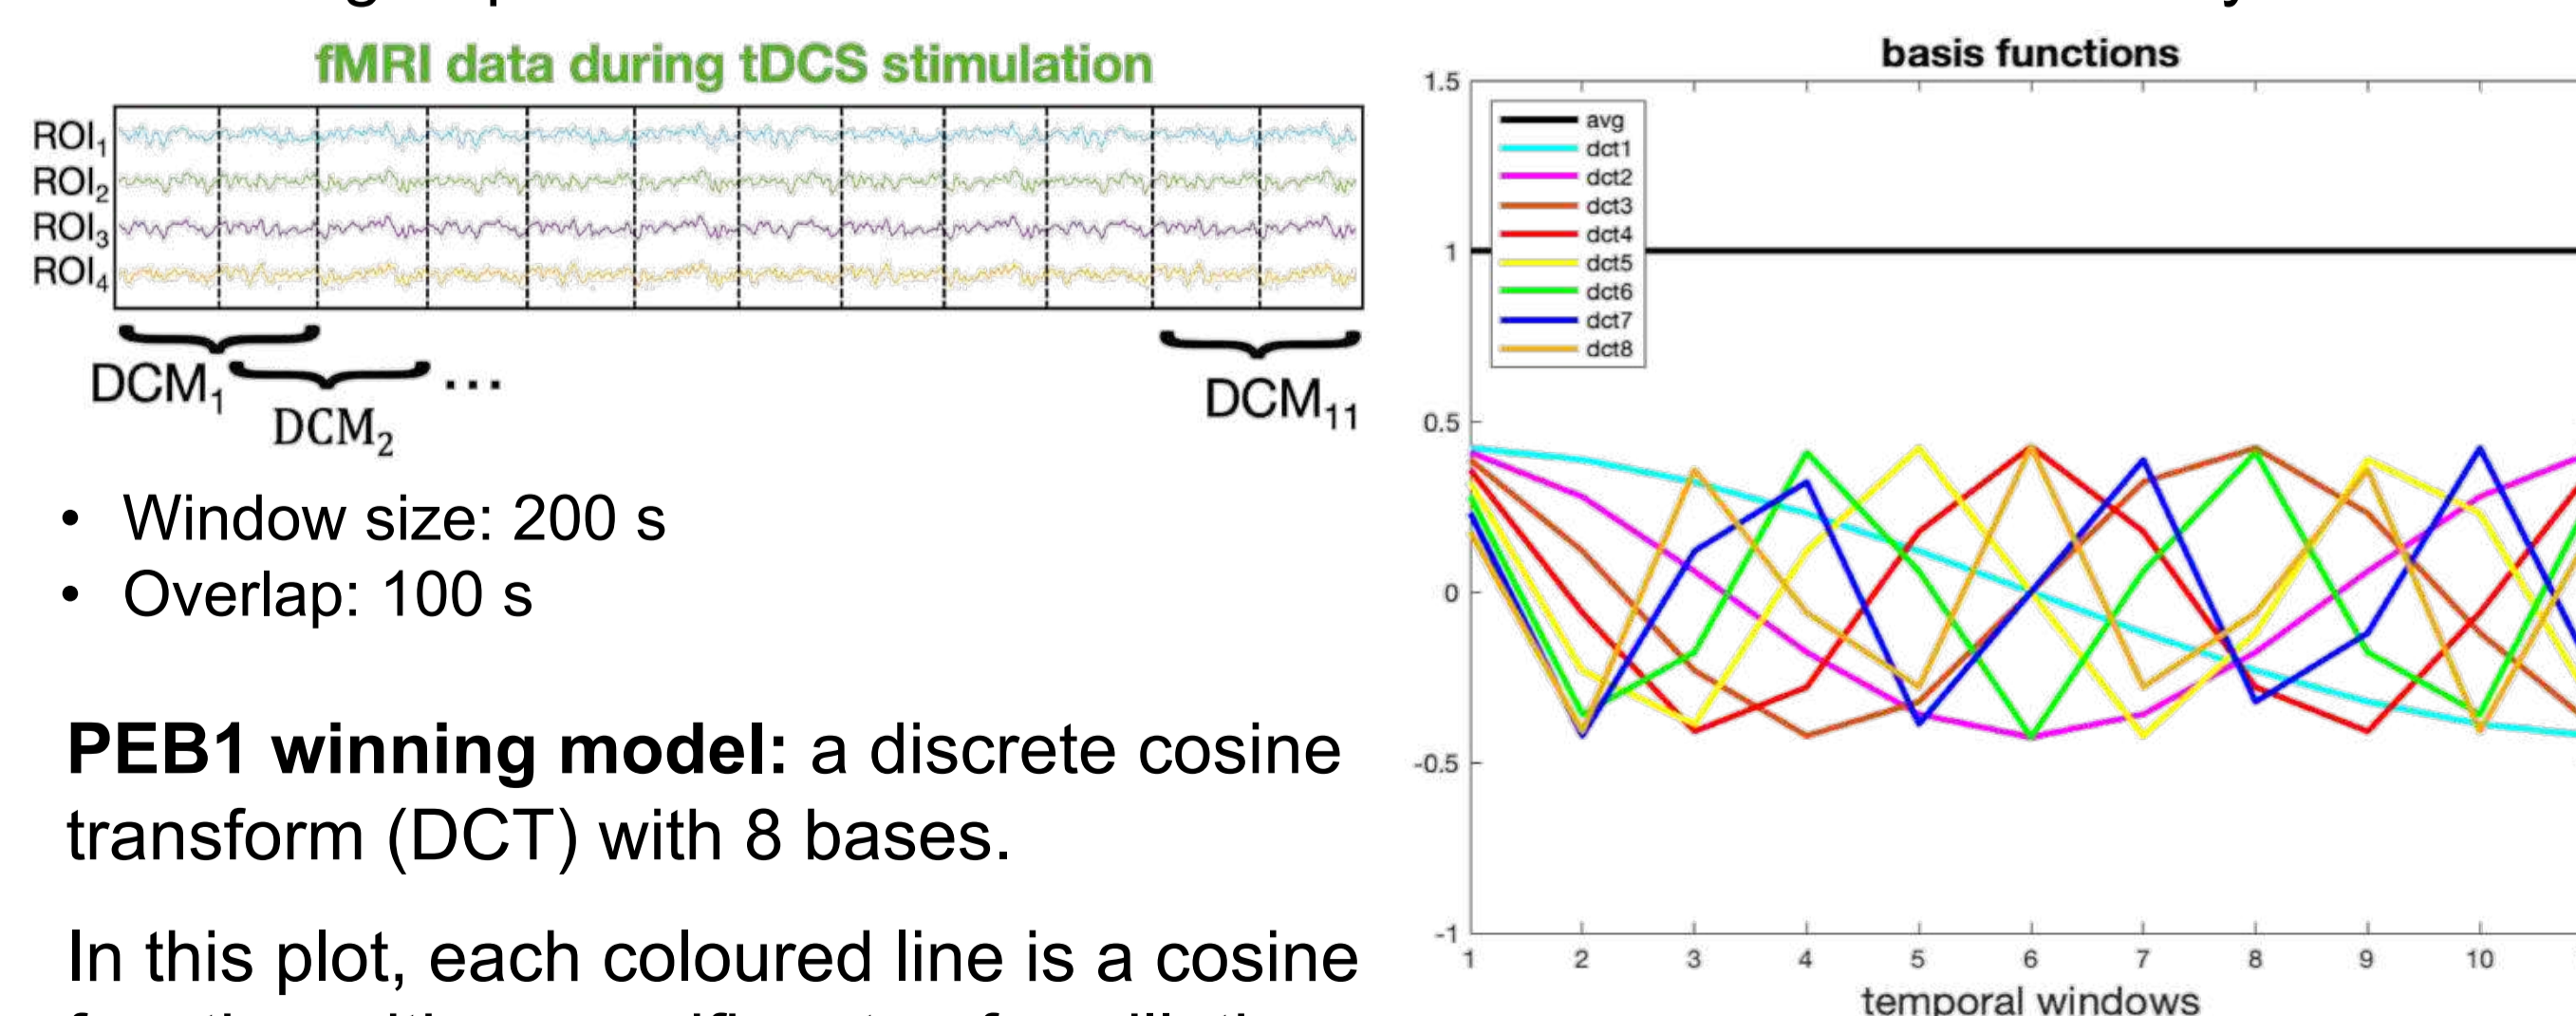 fMRI data during tDCS stimulation
ROI1
ROI2
ROI3
ROI4
DCM1
DCM2
...
DCM11
• Window size: 200 s
• Overlap: 100 s
PEB1 winning model: a discrete cosine
transform (DCT) with 8 bases.
In this plot, each coloured line is a cosine
basis functions
1.5
1
0.5
0
-0.5
-1
avg
dct1
dct2
dct3
dct4
dct5
dct6
dct7
dct8
1 2 3 4 5 6 7 8 9 10
temporal windows